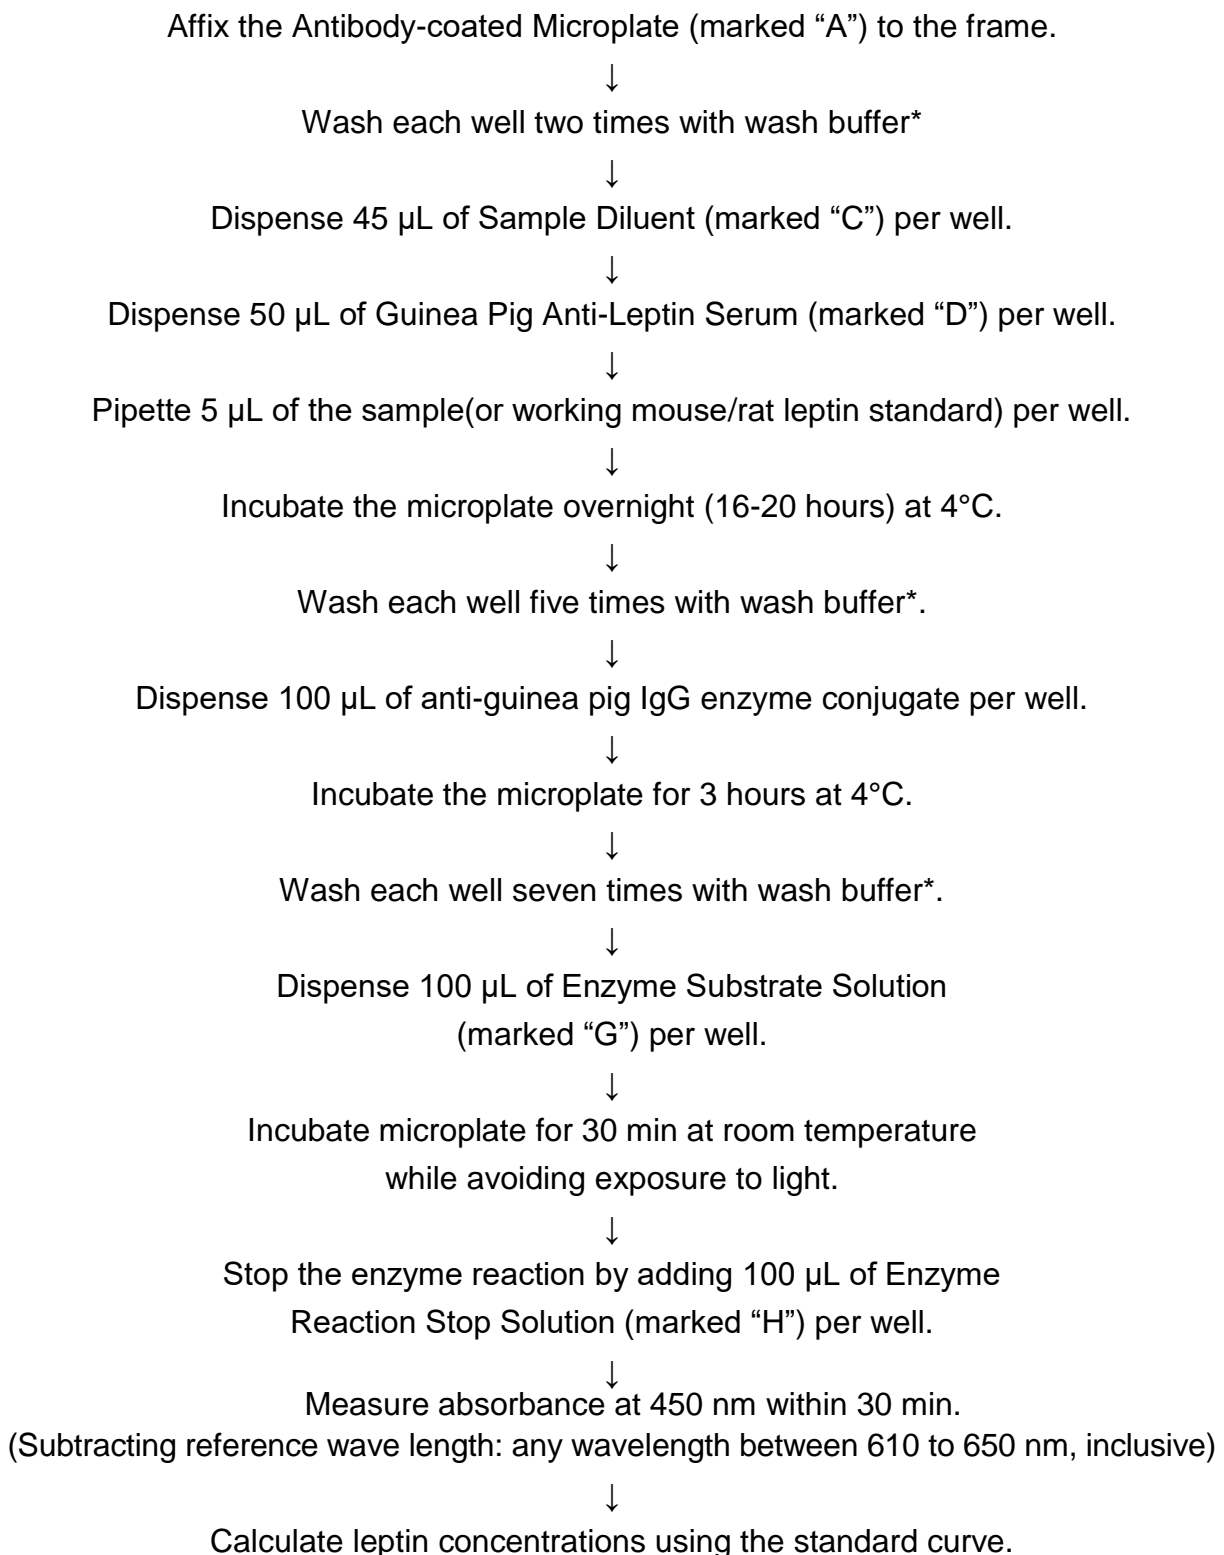 Affix the Antibody-coated Microplate (marked “A”) to the frame.
↓
Wash each well two times with wash buffer*
↓
Dispense 45 µL of Sample Diluent (marked “C”) per well.
↓
Dispense 50 µL of Guinea Pig Anti-Leptin Serum (marked “D”) per well.
↓
Pipette 5 µL of the sample(or working mouse/rat leptin standard) per well.
↓
Incubate the microplate overnight (16-20 hours) at 4°C.
↓
Wash each well five times with wash buffer*.
↓
Dispense 100 µL of anti-guinea pig IgG enzyme conjugate per well.
↓
Incubate the microplate for 3 hours at 4°C.
↓
Wash each well seven times with wash buffer*.
↓
Dispense 100 µL of Enzyme Substrate Solution
(marked “G”) per well.
↓
Incubate microplate for 30 min at room temperature
while avoiding exposure to light.
↓
Stop the enzyme reaction by adding 100 µL of Enzyme
Reaction Stop Solution (marked “H”) per well.
↓
Measure absorbance at 450 nm within 30 min.
(Subtracting reference wave length: any wavelength between 610 to 650 nm, inclusive)
↓
Calculate leptin concentrations using the standard curve.